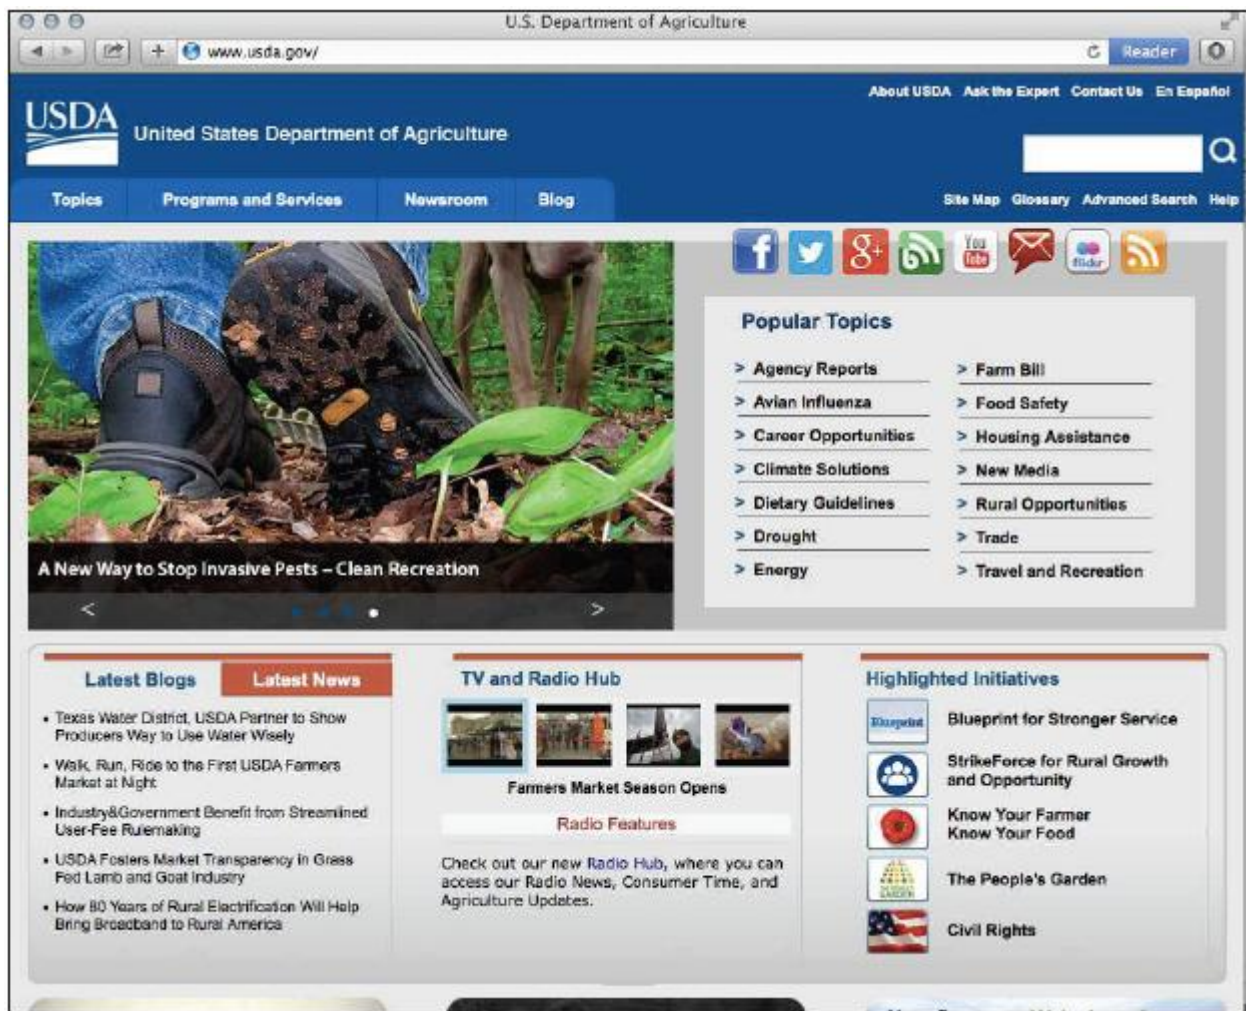 U.S. Department of Agriculture
www.usda.gov/
Reader
About USDA Ask the Expert Contact Us En Español
USDA
United States Department of Agriculture
Topics Programs and Services Newsroom Blog
Site Map Glossary Advanced Search Help
You
Tube
flickr
Popular Topics
> Agency Reports
> Avian Influenza
> Career Opportunities
> Climate Solutions
> Dietary Guidelines
> Drought
> Energy
> Farm Bill
> Food Safety
> Housing Assistance
> New Media
> Rural Opportunities
> Trade
> Travel and Recreation
A New Way to Stop Invasive Pests – Clean Recreation
< >
Latest Blogs Latest News
• Texas Water District, USDA Partner to Show
Producers Way to Use Water Wisely
• Walk, Run, Ride to the First USDA Farmers
Market at Night
• Industry&Government Benefit from Streamlined
User-Fee Rulemaking
• USDA Fosters Market Transparency in Grass
Fed Lamb and Goat Industry
• How 80 Years of Rural Electrification Will Help
Bring Broadband to Rural America
TV and Radio Hub
Farmers Market Season Opens
Radio Features
Check out our new Radio Hub, where you can
access our Radio News, Consumer Time, and
Agriculture Updates.
Highlighted Initiatives
Blueprint
Blueprint for Stronger Service
StrikeForce for Rural Growth
and Opportunity
Know Your Farmer
Know Your Food
The People's Garden
Civil Rights